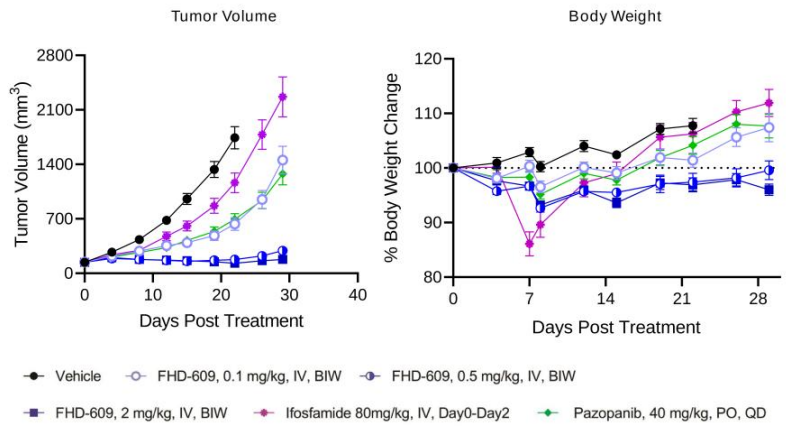 Tumor Volume
Body Weight
Tumor Volume (mm³)
2800
2100
1400
700
0
0 10 20 30 40
Days Post Treatment
% Body Weight Change
120
110
100
90
80
0 7 14 21 28
Days Post Treatment
Vehicle FHD-609, 0.1 mg/kg, IV, BIW FHD-609, 0.5 mg/kg, IV, BIW
FHD-609, 2 mg/kg, IV, BIW Ifosfamide 80mg/kg, IV, Day0-Day2 Pazopanib, 40 mg/kg, PO, QD